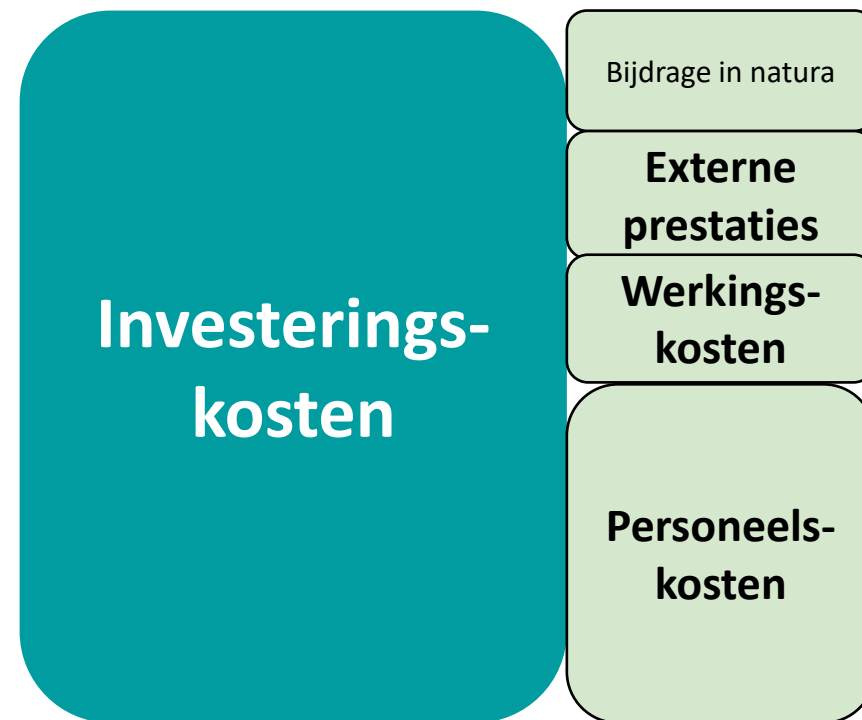 Investerings-
kosten
Bijdrage in natura
Externe
prestaties
Werkings-
kosten
Personeels-
kosten